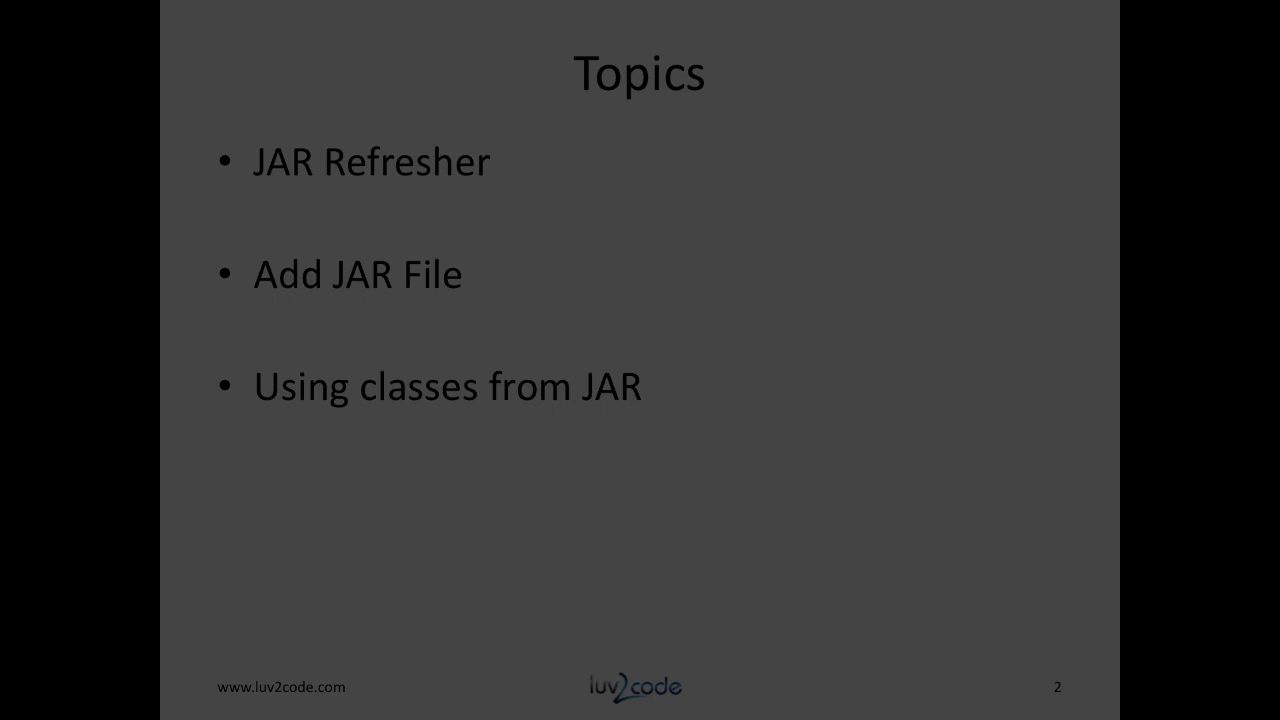 Topics
• JAR Refresher
• Add JAR File
• Using classes from JAR
www.luv2code.com
luv2code
2